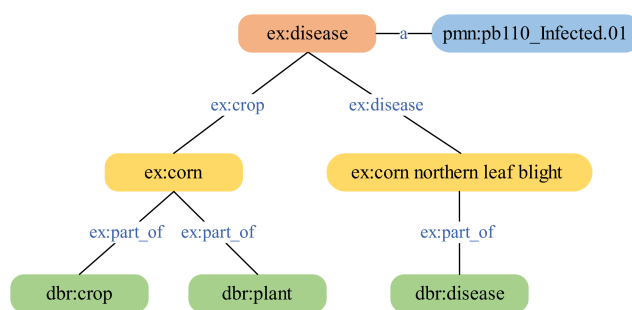 ex:disease
a
pmn:pb110_Infected.01
ex:crop
ex:disease
ex:corn
ex:corn northern leaf blight
ex:part_of
ex:part_of
ex:part_of
dbr:crop
dbr:plant
dbr:disease